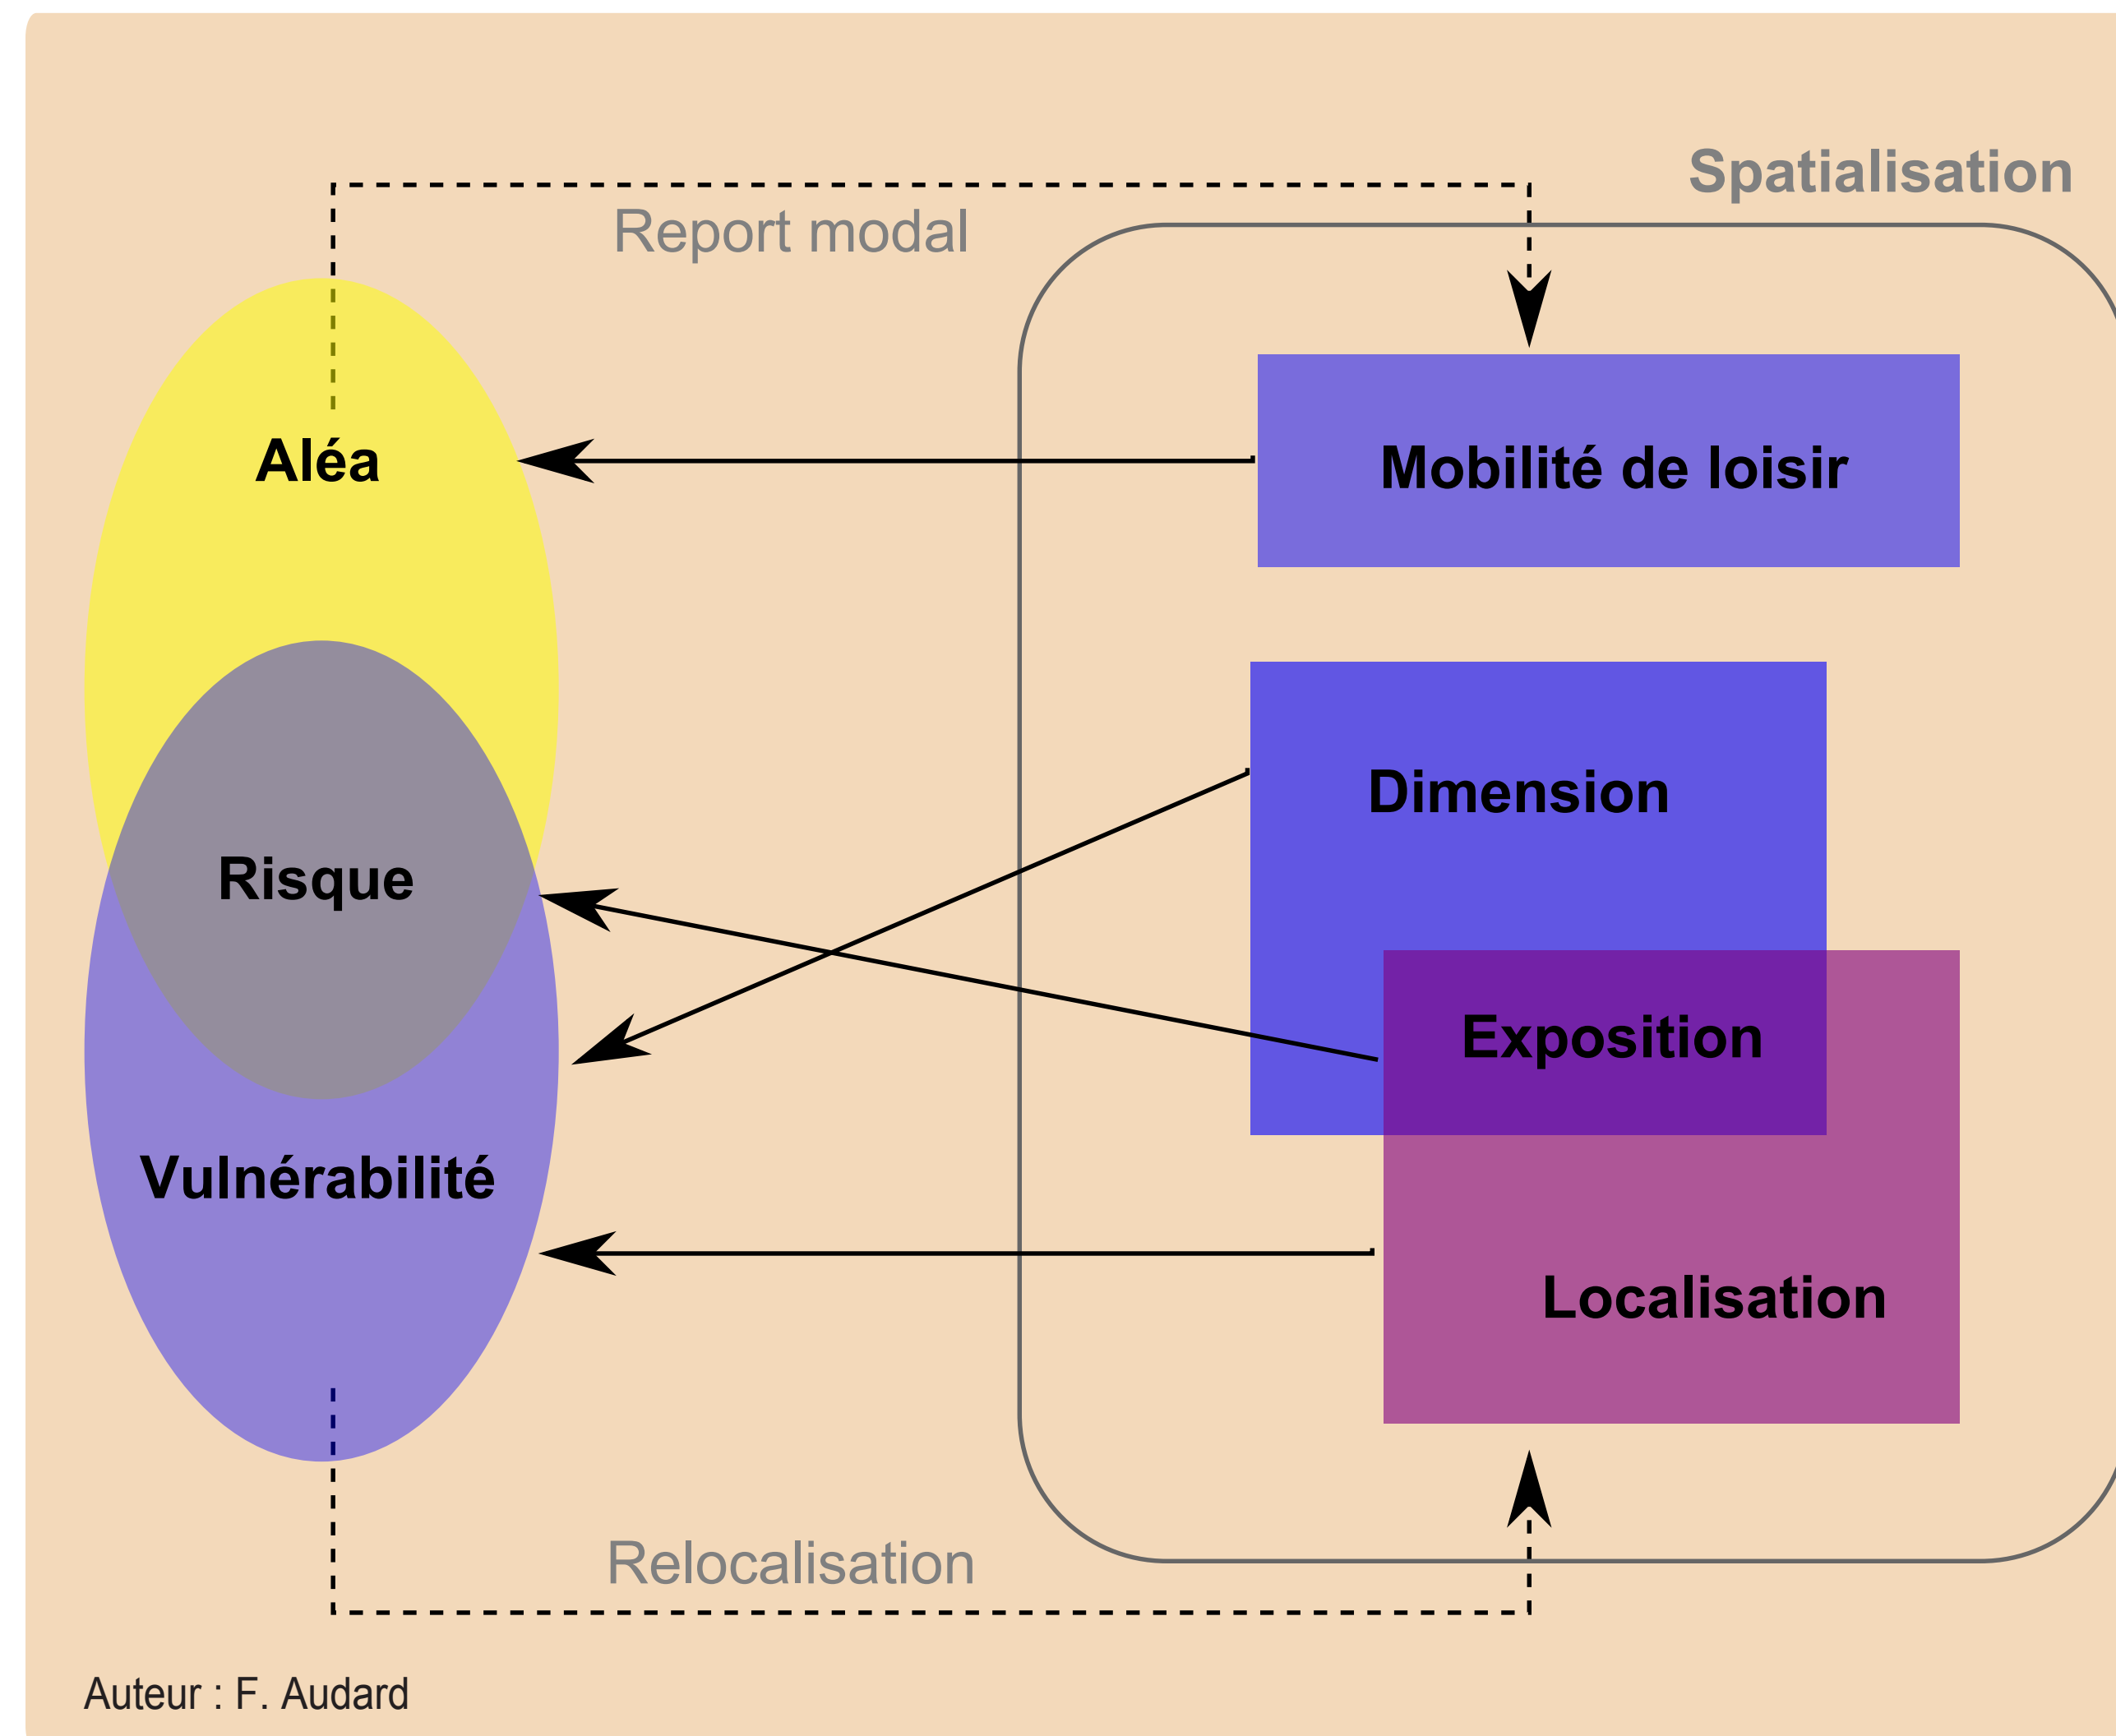 Spatialisation
Report modal
Aléa
Mobilité de loisir
Dimension
Risque
Exposition
Vulnérabilité
Localisation
Relocalisation
Auteur : F. Audard